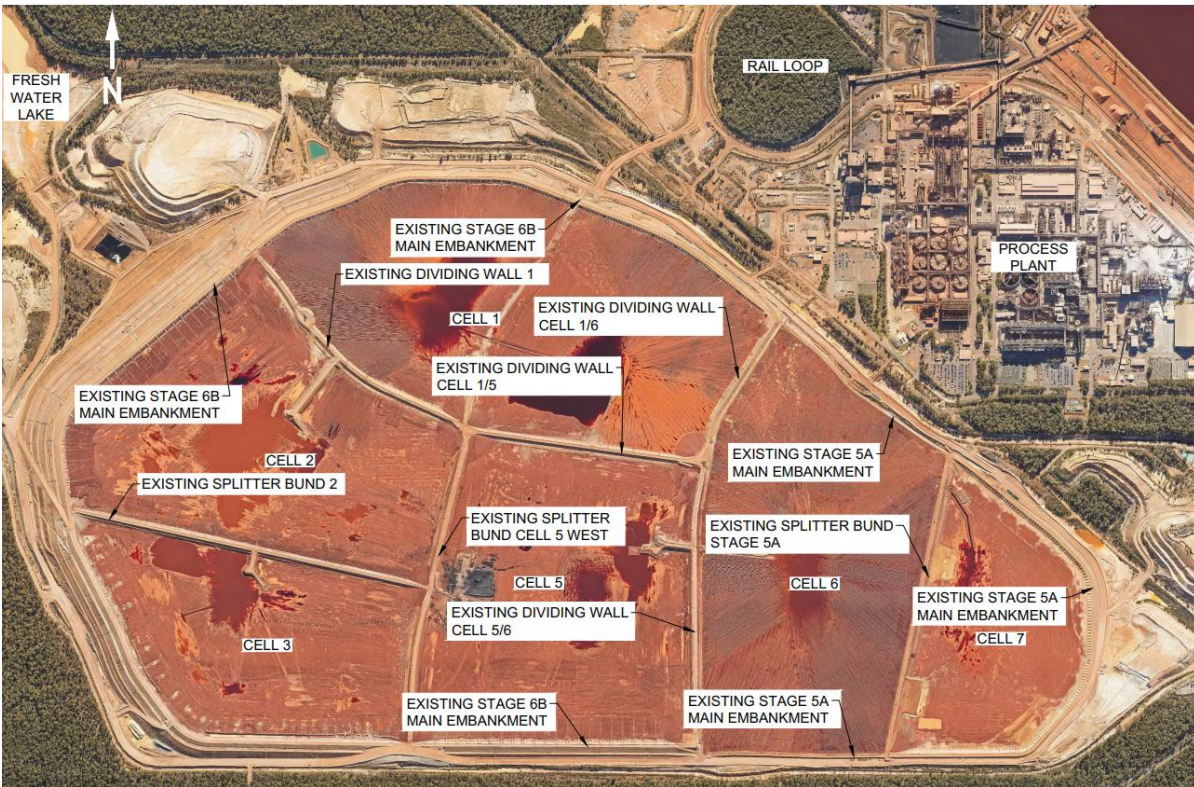 FRESH
WATER
LAKE
N
RAIL LOOP
PROCESS
PLANT
EXISTING STAGE 6B
MAIN EMBANKMENT
EXISTING DIVIDING WALL 1
CELL 1
EXISTING DIVIDING WALL
CELL 1/6
EXISTING DIVIDING WALL
CELL 1/5
EXISTING STAGE 6B
MAIN EMBANKMENT
CELL 2
EXISTING STAGE 5A
MAIN EMBANKMENT
EXISTING SPLITTER BUND 2
EXISTING SPLITTER
BUND CELL 5 WEST
EXISTING SPLITTER BUND
STAGE 5A
CELL 5
CELL 6
EXISTING STAGE 5A
MAIN EMBANKMENT
EXISTING DIVIDING WALL
CELL 5/6
CELL 3
CELL 7
EXISTING STAGE 6B
MAIN EMBANKMENT
EXISTING STAGE 5A
MAIN EMBANKMENT